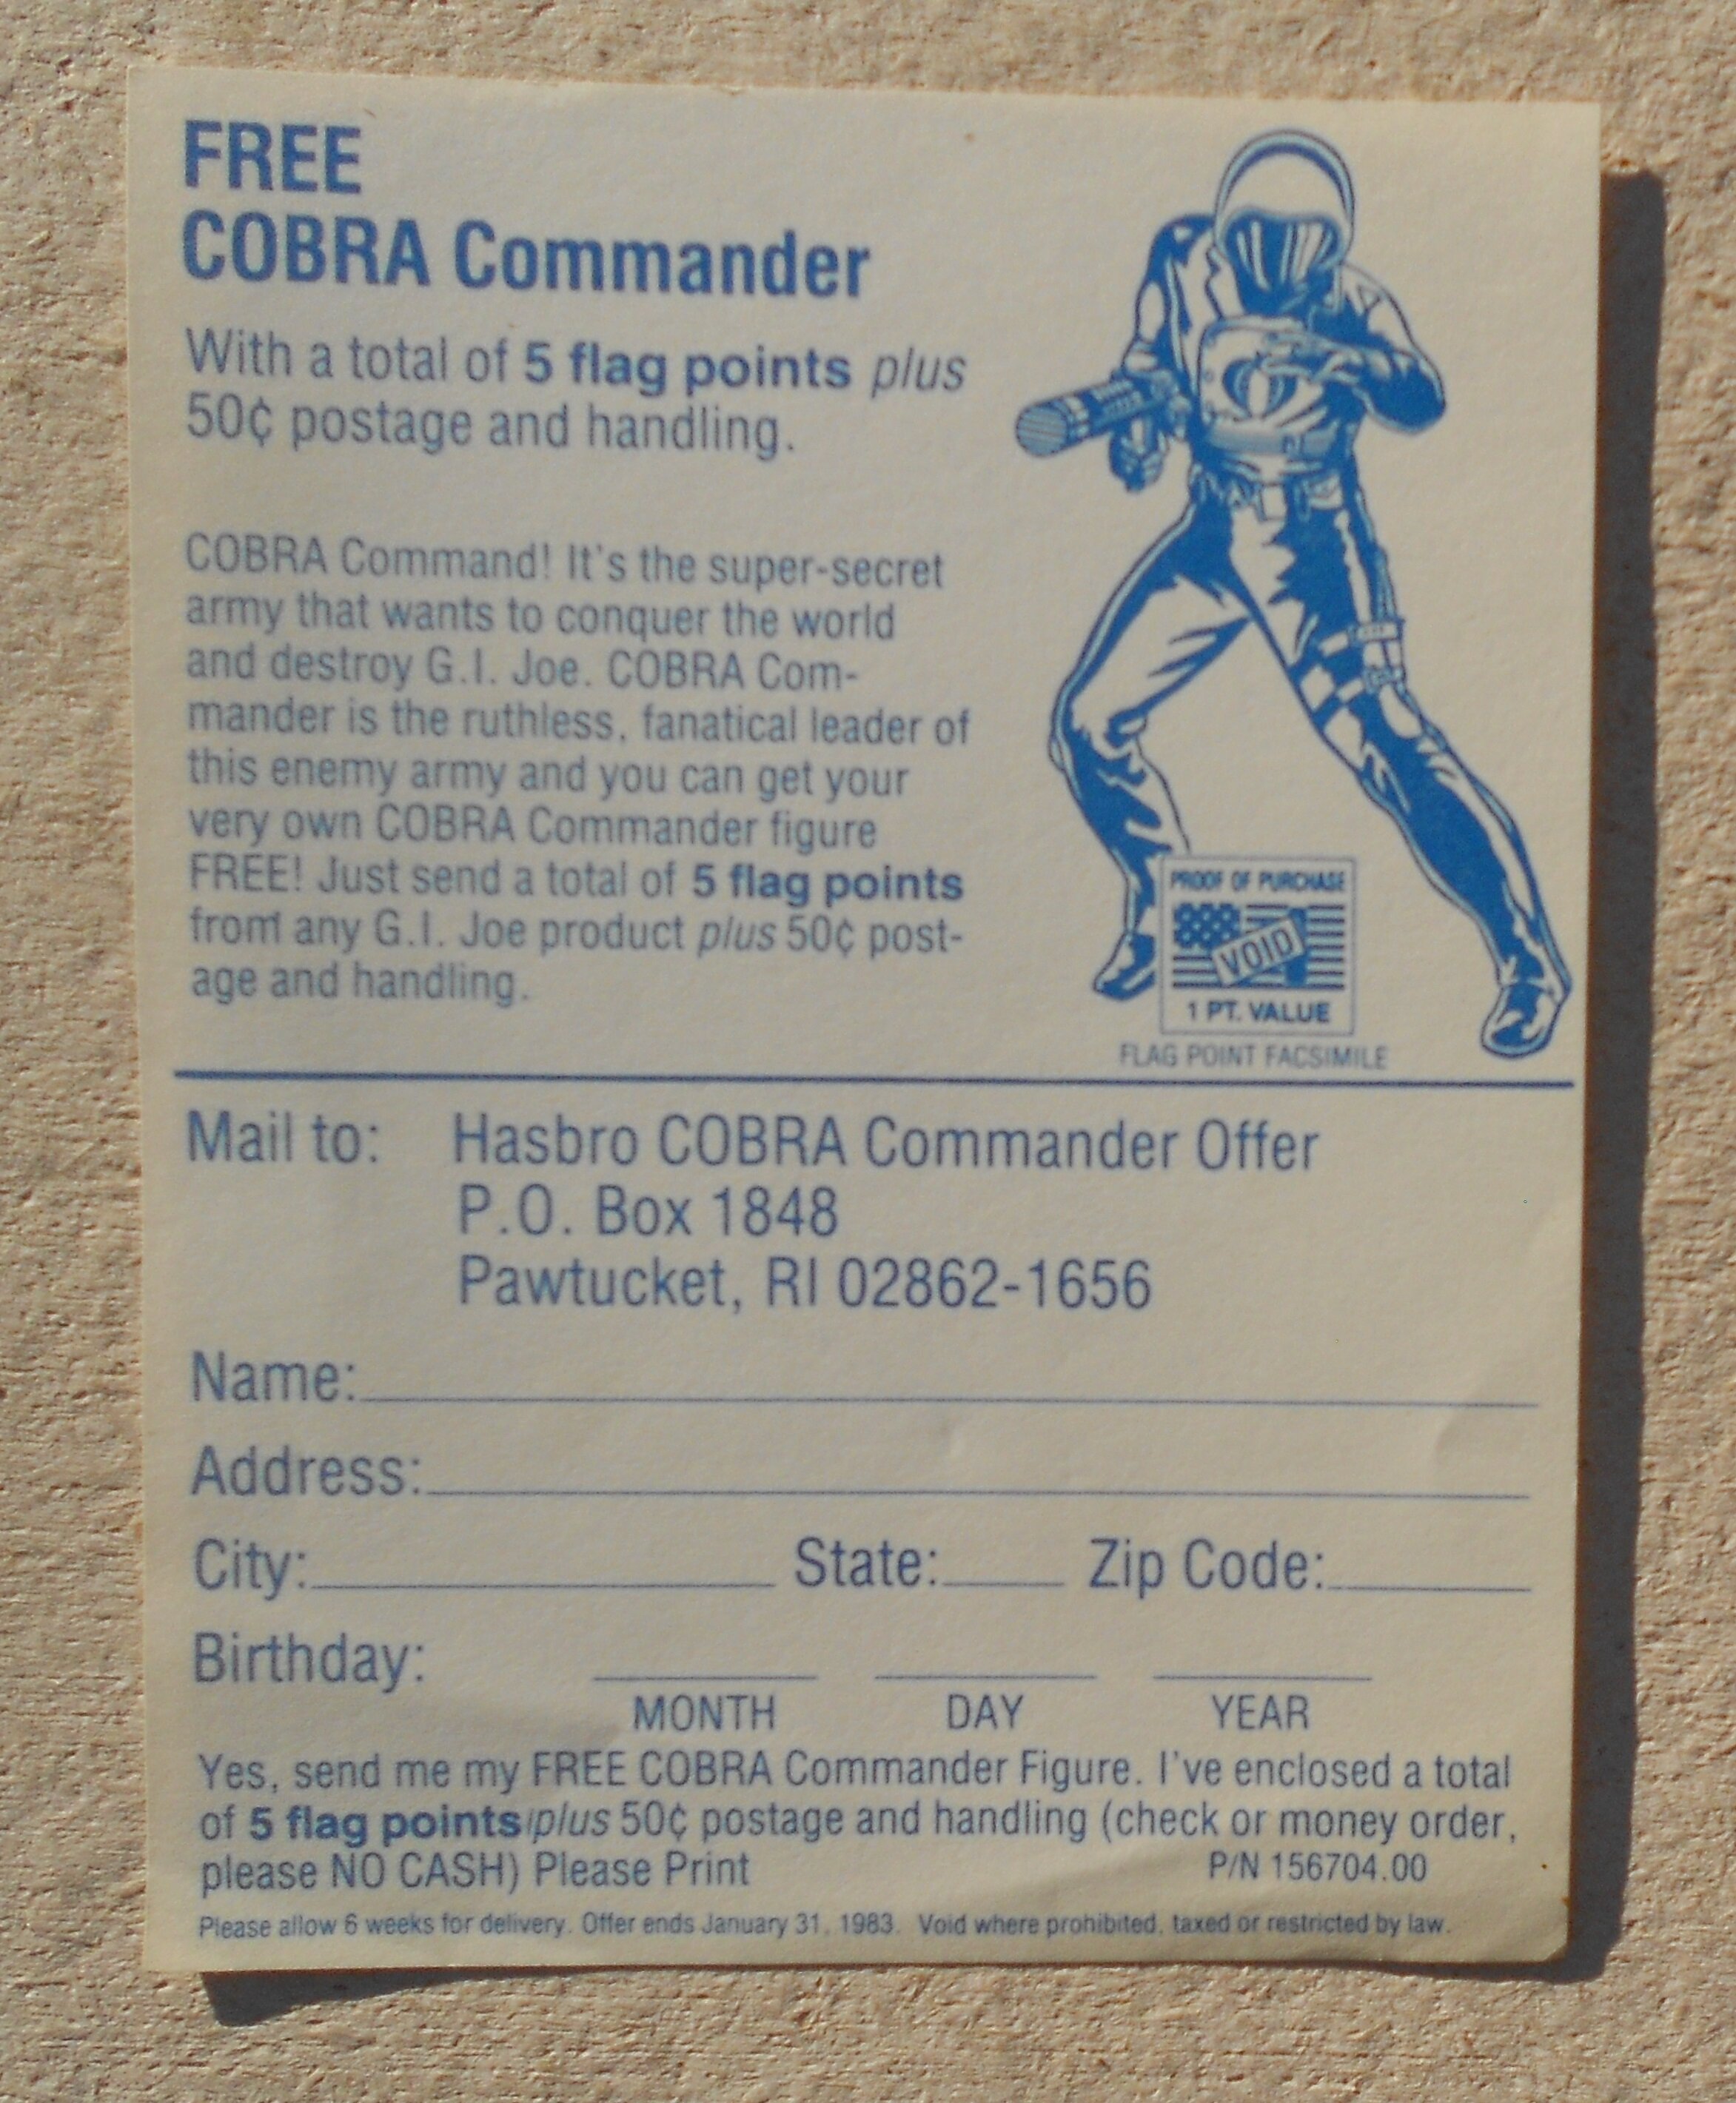 FREE
COBRA Commander
With a total of 5 flag points plus
50¢ postage and handling.
COBRA Command! It's the super-secret
army that wants to conquer the world
and destroy G.I. Joe. COBRA Com-
mander is the ruthless, fanatical leader of
this enemy army and you can get your
very own COBRA Commander figure
FREE! Just send a total of 5 flag points
from any G.I. Joe product plus 50¢ post-
age and handling.
PROOF OF PURCHASE
VOID
1 PT. VALUE
FLAG POINT FACSIMILE
Mail to: Hasbro COBRA Commander Offer
P.O. Box 1848
Pawtucket, RI 02862-1656
Name:
Address:
City: State: Zip Code:
Birthday:
MONTH DAY YEAR
Yes, send me my FREE COBRA Commander Figure. I've enclosed a total
of 5 flag points plus 50¢ postage and handling (check or money order,
please NO CASH) Please Print P/N 156704.00
Please allow 6 weeks for delivery. Offer ends January 31, 1983. Void where prohibited, taxed or restricted by law.